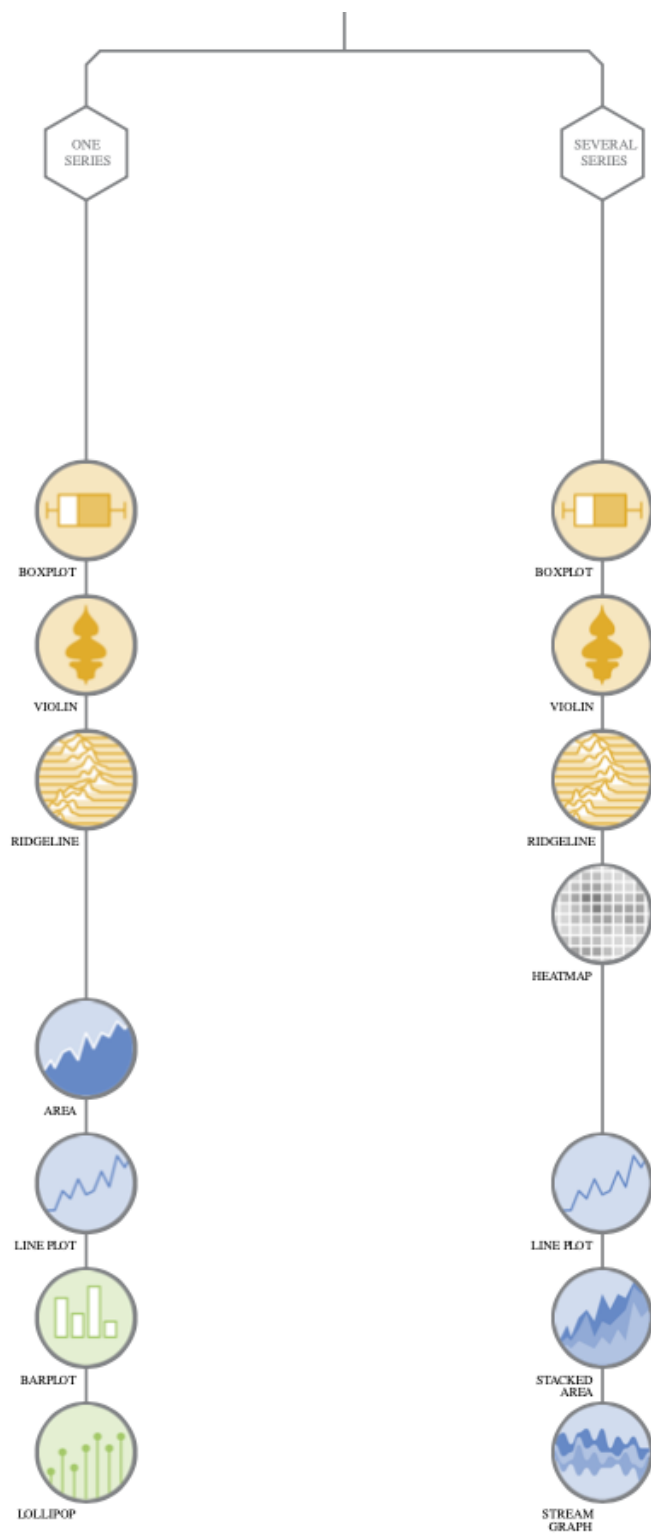 ONE
SERIES
SEVERAL
SERIES
BOXPLOT
BOXPLOT
VIOLIN
VIOLIN
RIDGELINE
RIDGELINE
HEATMAP
AREA
LINE PLOT
LINE PLOT
BARPLOT
STACKED
AREA
LOLLIPOP
STREAM
GRAPH